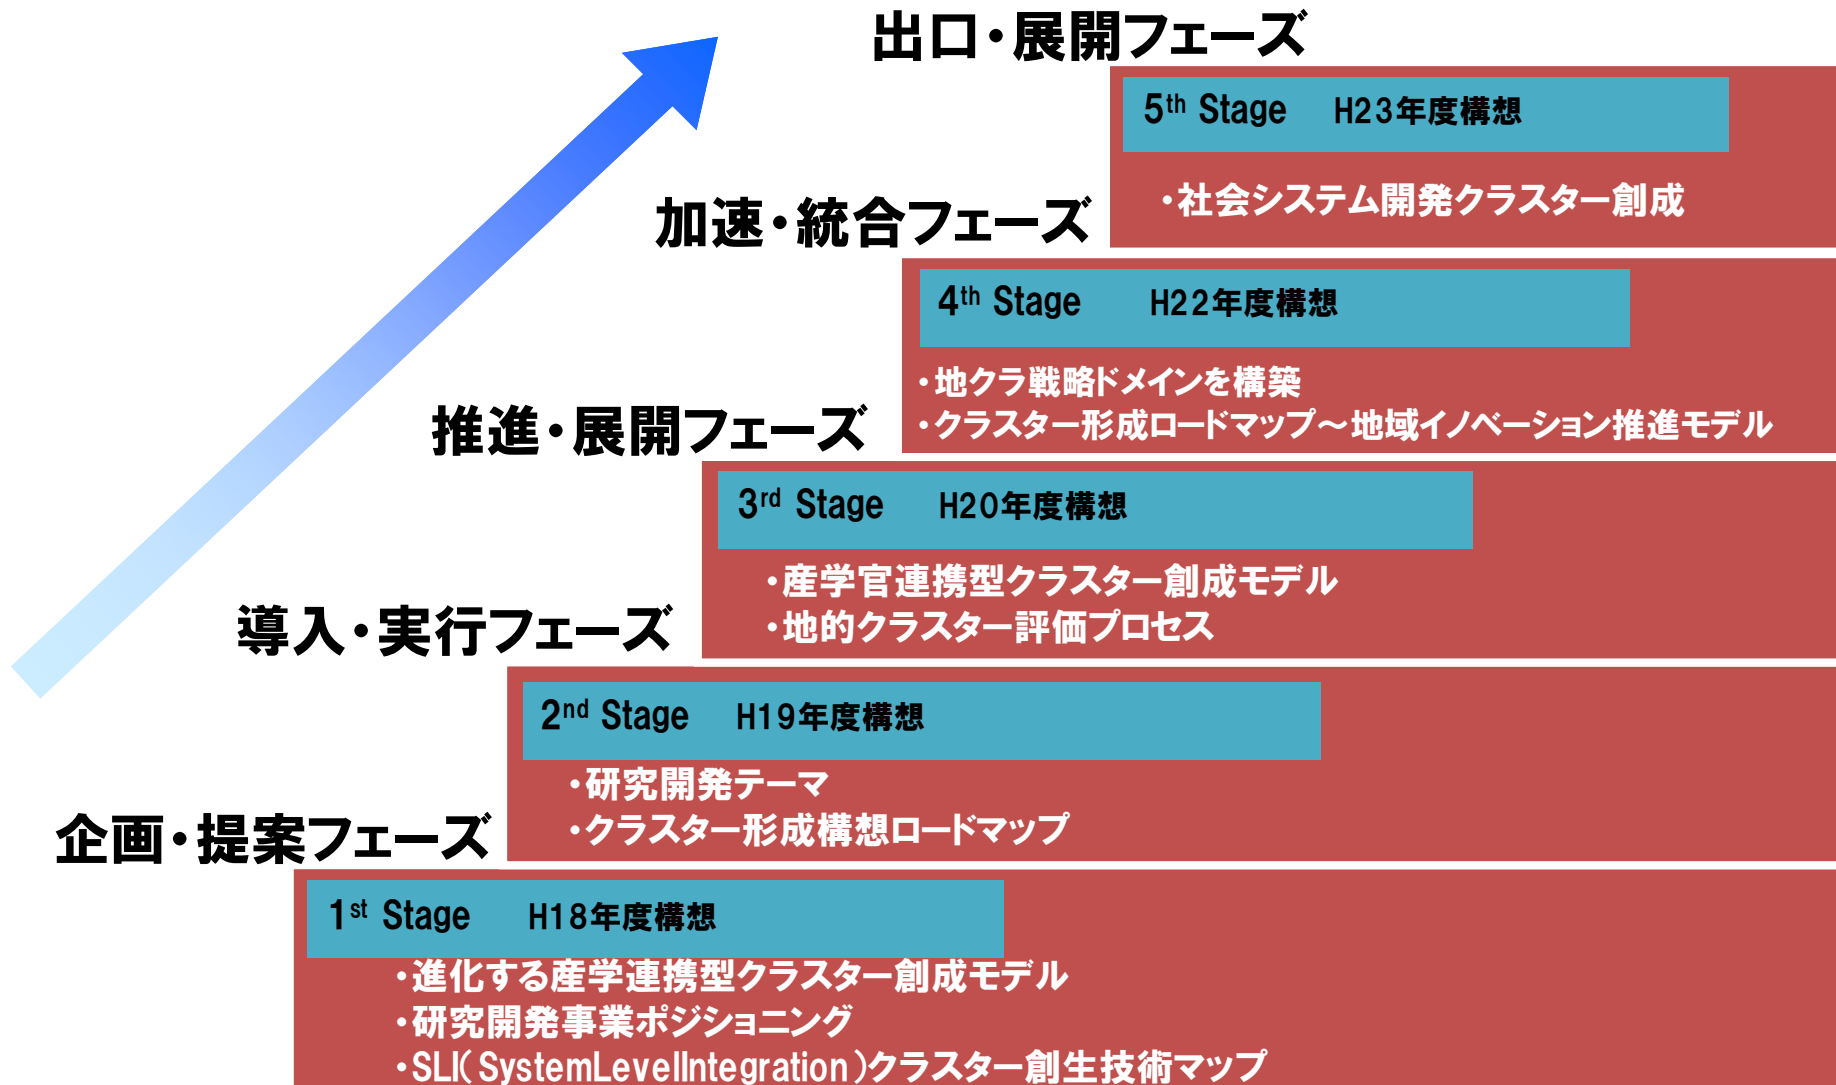 出口・展開フェーズ
5th Stage H23年度構想
・社会システム開発クラスター創成
加速・統合フェーズ
4th Stage H22年度構想
・地クラ戦略ドメインを構築
・クラスター形成ロードマップ～地域イノベーション推進モデル
推進・展開フェーズ
3rd Stage H20年度構想
・産学官連携型クラスター創成モデル
・地的クラスター評価プロセス
導入・実行フェーズ
2nd Stage H19年度構想
・研究開発テーマ
・クラスター形成構想ロードマップ
企画・提案フェーズ
1st Stage H18年度構想
・進化する産学連携型クラスター創成モデル
・研究開発事業ポジショニング
・SLI(SystemLevelIntegration)クラスター創生技術マップ